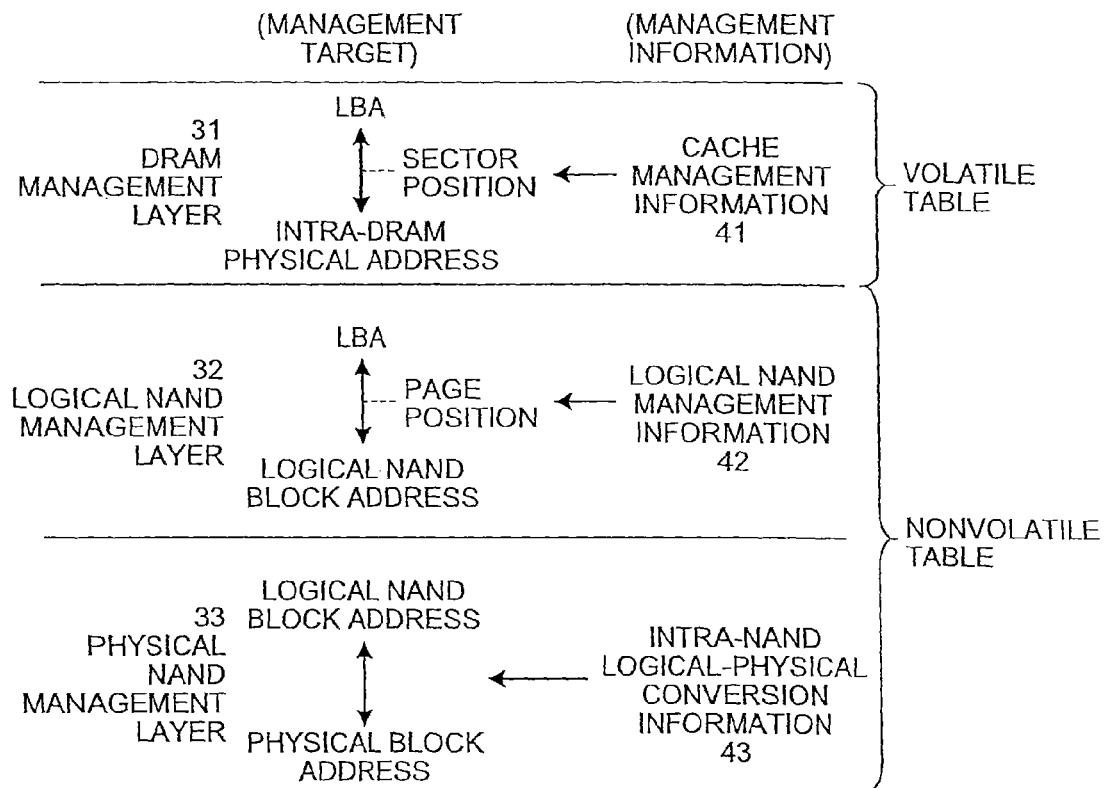 (MANAGEMENT
TARGET)
(MANAGEMENT
INFORMATION)
31
DRAM
MANAGEMENT
LAYER
LBA
SECTOR
POSITION
INTRA-DRAM
PHYSICAL ADDRESS
CACHE
MANAGEMENT
INFORMATION
41
VOLATILE
TABLE
32
LOGICAL NAND
MANAGEMENT
LAYER
LBA
PAGE
POSITION
LOGICAL NAND
BLOCK ADDRESS
LOGICAL NAND
MANAGEMENT
INFORMATION
42
NONVOLATILE
TABLE
33
PHYSICAL
NAND
MANAGEMENT
LAYER
LOGICAL NAND
BLOCK ADDRESS
PHYSICAL BLOCK
ADDRESS
INTRA-NAND
LOGICAL-PHYSICAL
CONVERSION
INFORMATION
43